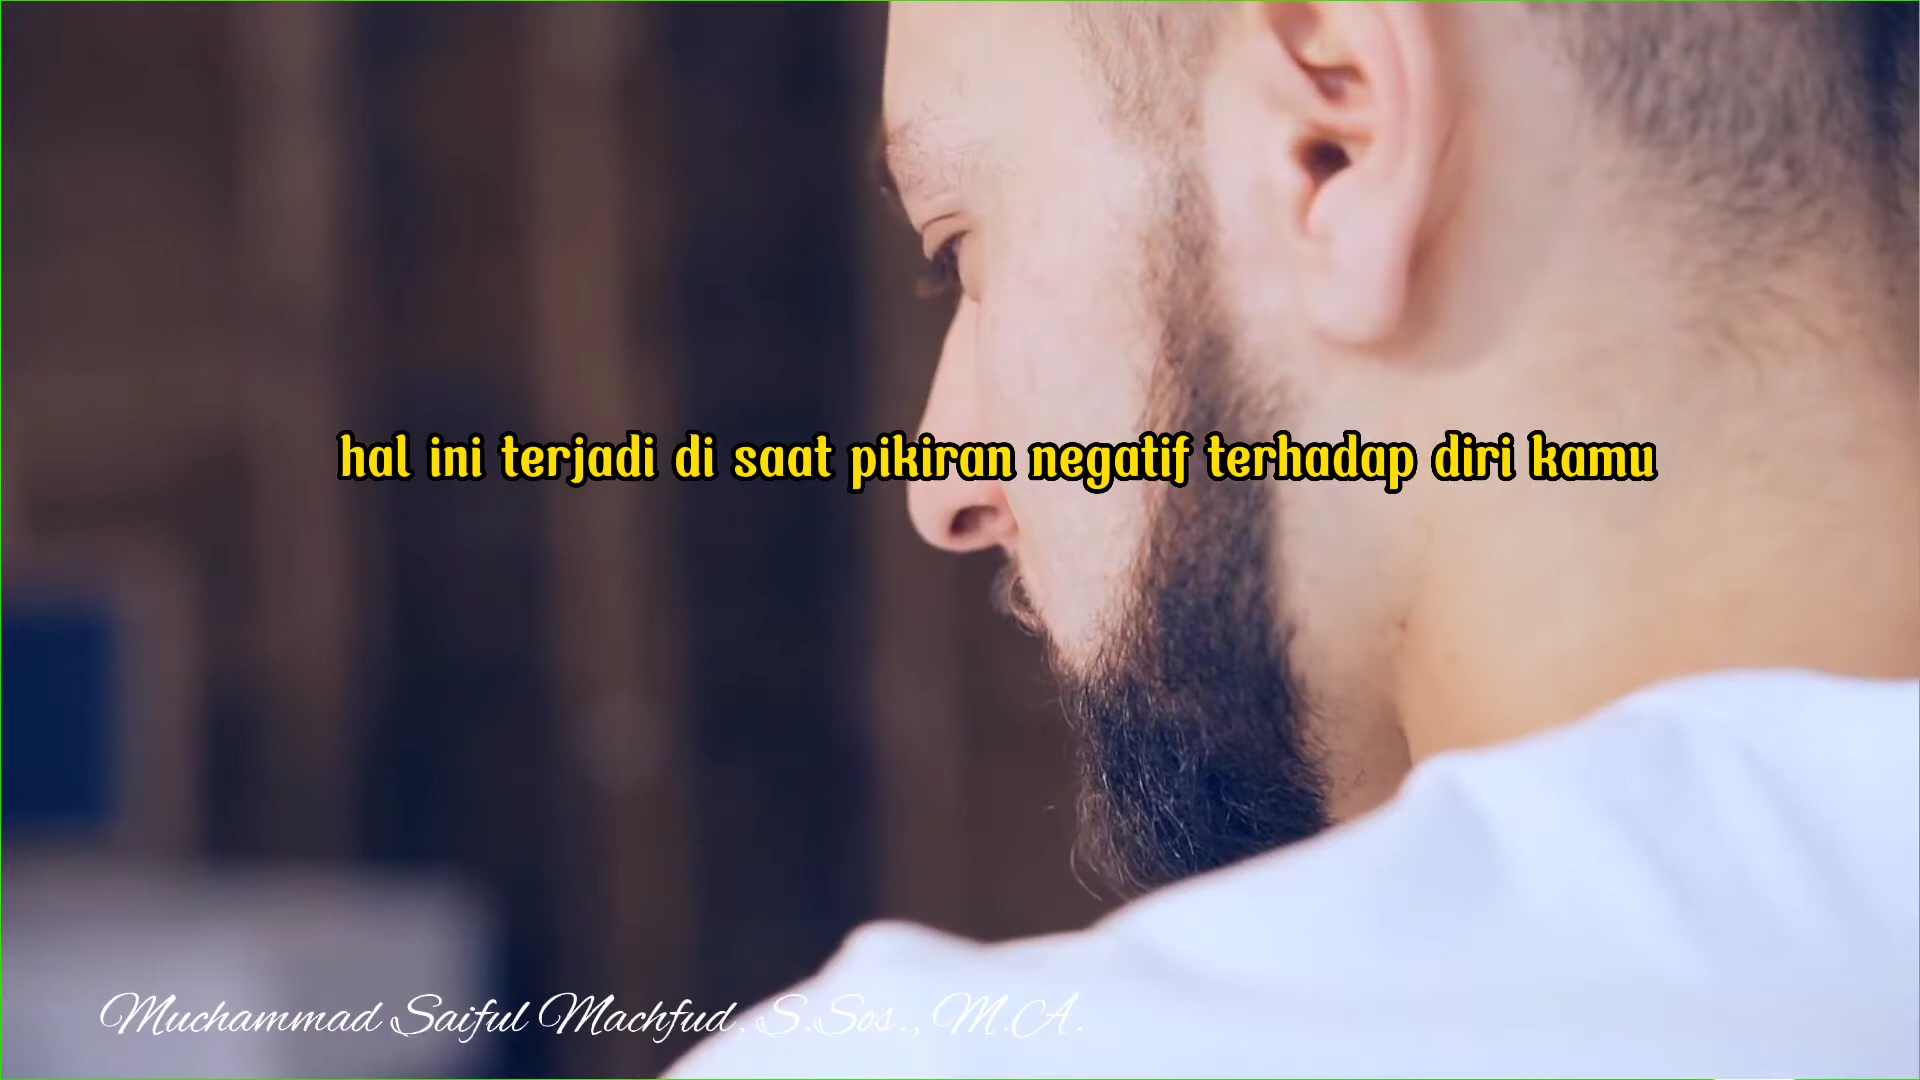 hal ini terjadi di saat pikiran negatif terhadap diri kamu
Muchammad Saiful Machfud, S.Sos., M.A.